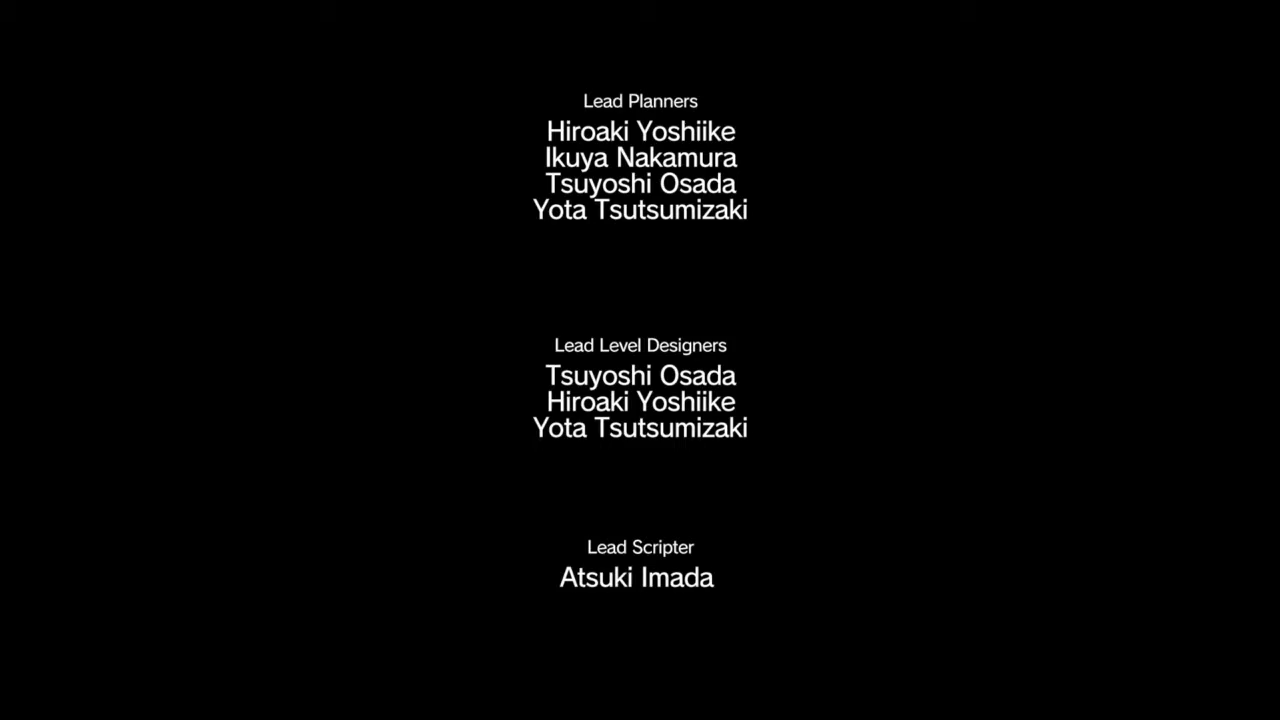 Lead Planners
Hiroaki Yoshiike
Ikuya Nakamura
Tsuyoshi Osada
Yota Tsutsumizaki
Lead Level Designers
Tsuyoshi Osada
Hiroaki Yoshiike
Yota Tsutsumizaki
Lead Scripter
Atsuki Imada